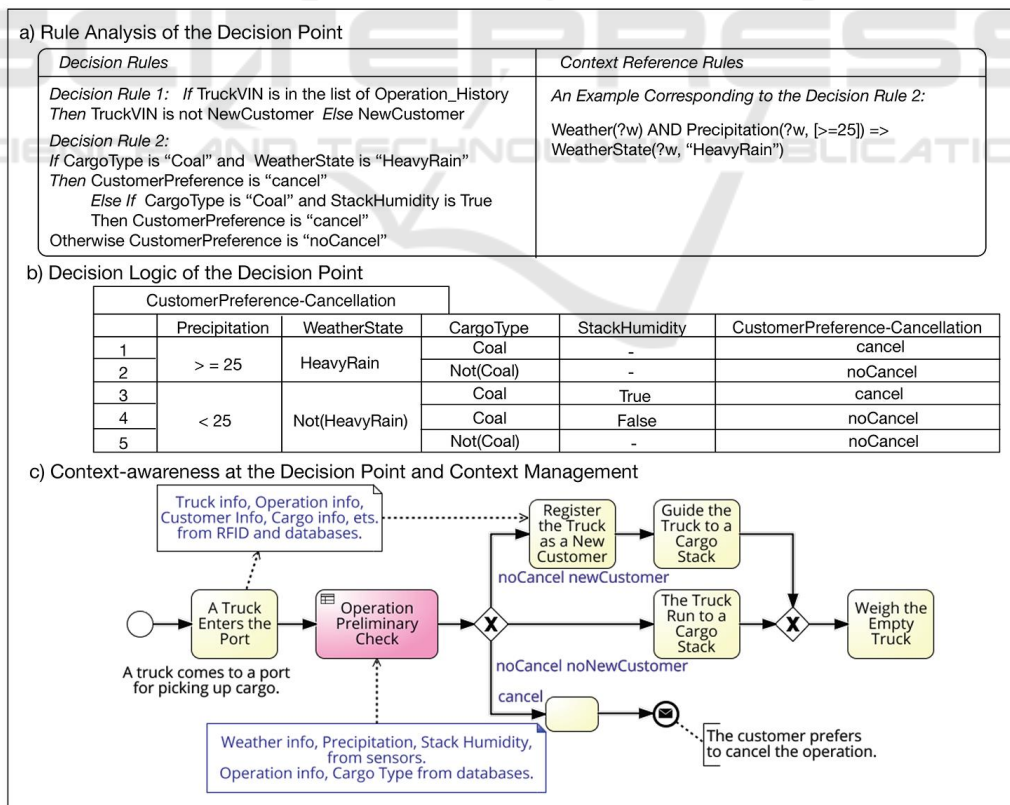 a) Rule Analysis of the Decision Point
Decision Rules
Decision Rule 1: If TruckVIN is in the list of Operation_History
Then TruckVIN is not NewCustomer Else NewCustomer
Decision Rule 2:
If CargoType is “Coal” and WeatherState is “HeavyRain”
Then CustomerPreference is “cancel”
Else If CargoType is “Coal” and StackHumidity is True
Then CustomerPreference is “cancel”
Otherwise CustomerPreference is “noCancel”
Context Reference Rules
An Example Corresponding to the Decision Rule 2:
Weather(?w) AND Precipitation(?w, [>=25]) =>
WeatherState(?w, “HeavyRain”)
b) Decision Logic of the Decision Point
CustomerPreference-Cancellation
Precipitation WeatherState CargoType StackHumidity CustomerPreference-Cancellation
1 Coal - cancel
> = 25 HeavyRain
2 Not(Coal) - noCancel
3 Coal True cancel
4 < 25 Not(HeavyRain) Coal False noCancel
5 Not(Coal) - noCancel
c) Context-awareness at the Decision Point and Context Management
Truck info, Operation info,
Customer Info, Cargo info, ets.
from RFID and databases.
Register
the Truck
as a New
Customer
Guide the
Truck to a
Cargo
Stack
noCancel newCustomer
A Truck
Enters the
Port
Operation
Preliminary
Check
X
The Truck
Run to a
Cargo
Stack
X
Weigh the
Empty
Truck
A truck comes to a port
for picking up cargo.
noCancel noNewCustomer
cancel
Weather info, Precipitation, Stack Humidity,
from sensors.
Operation info, Cargo Type from databases.
The customer prefers
to cancel the operation.